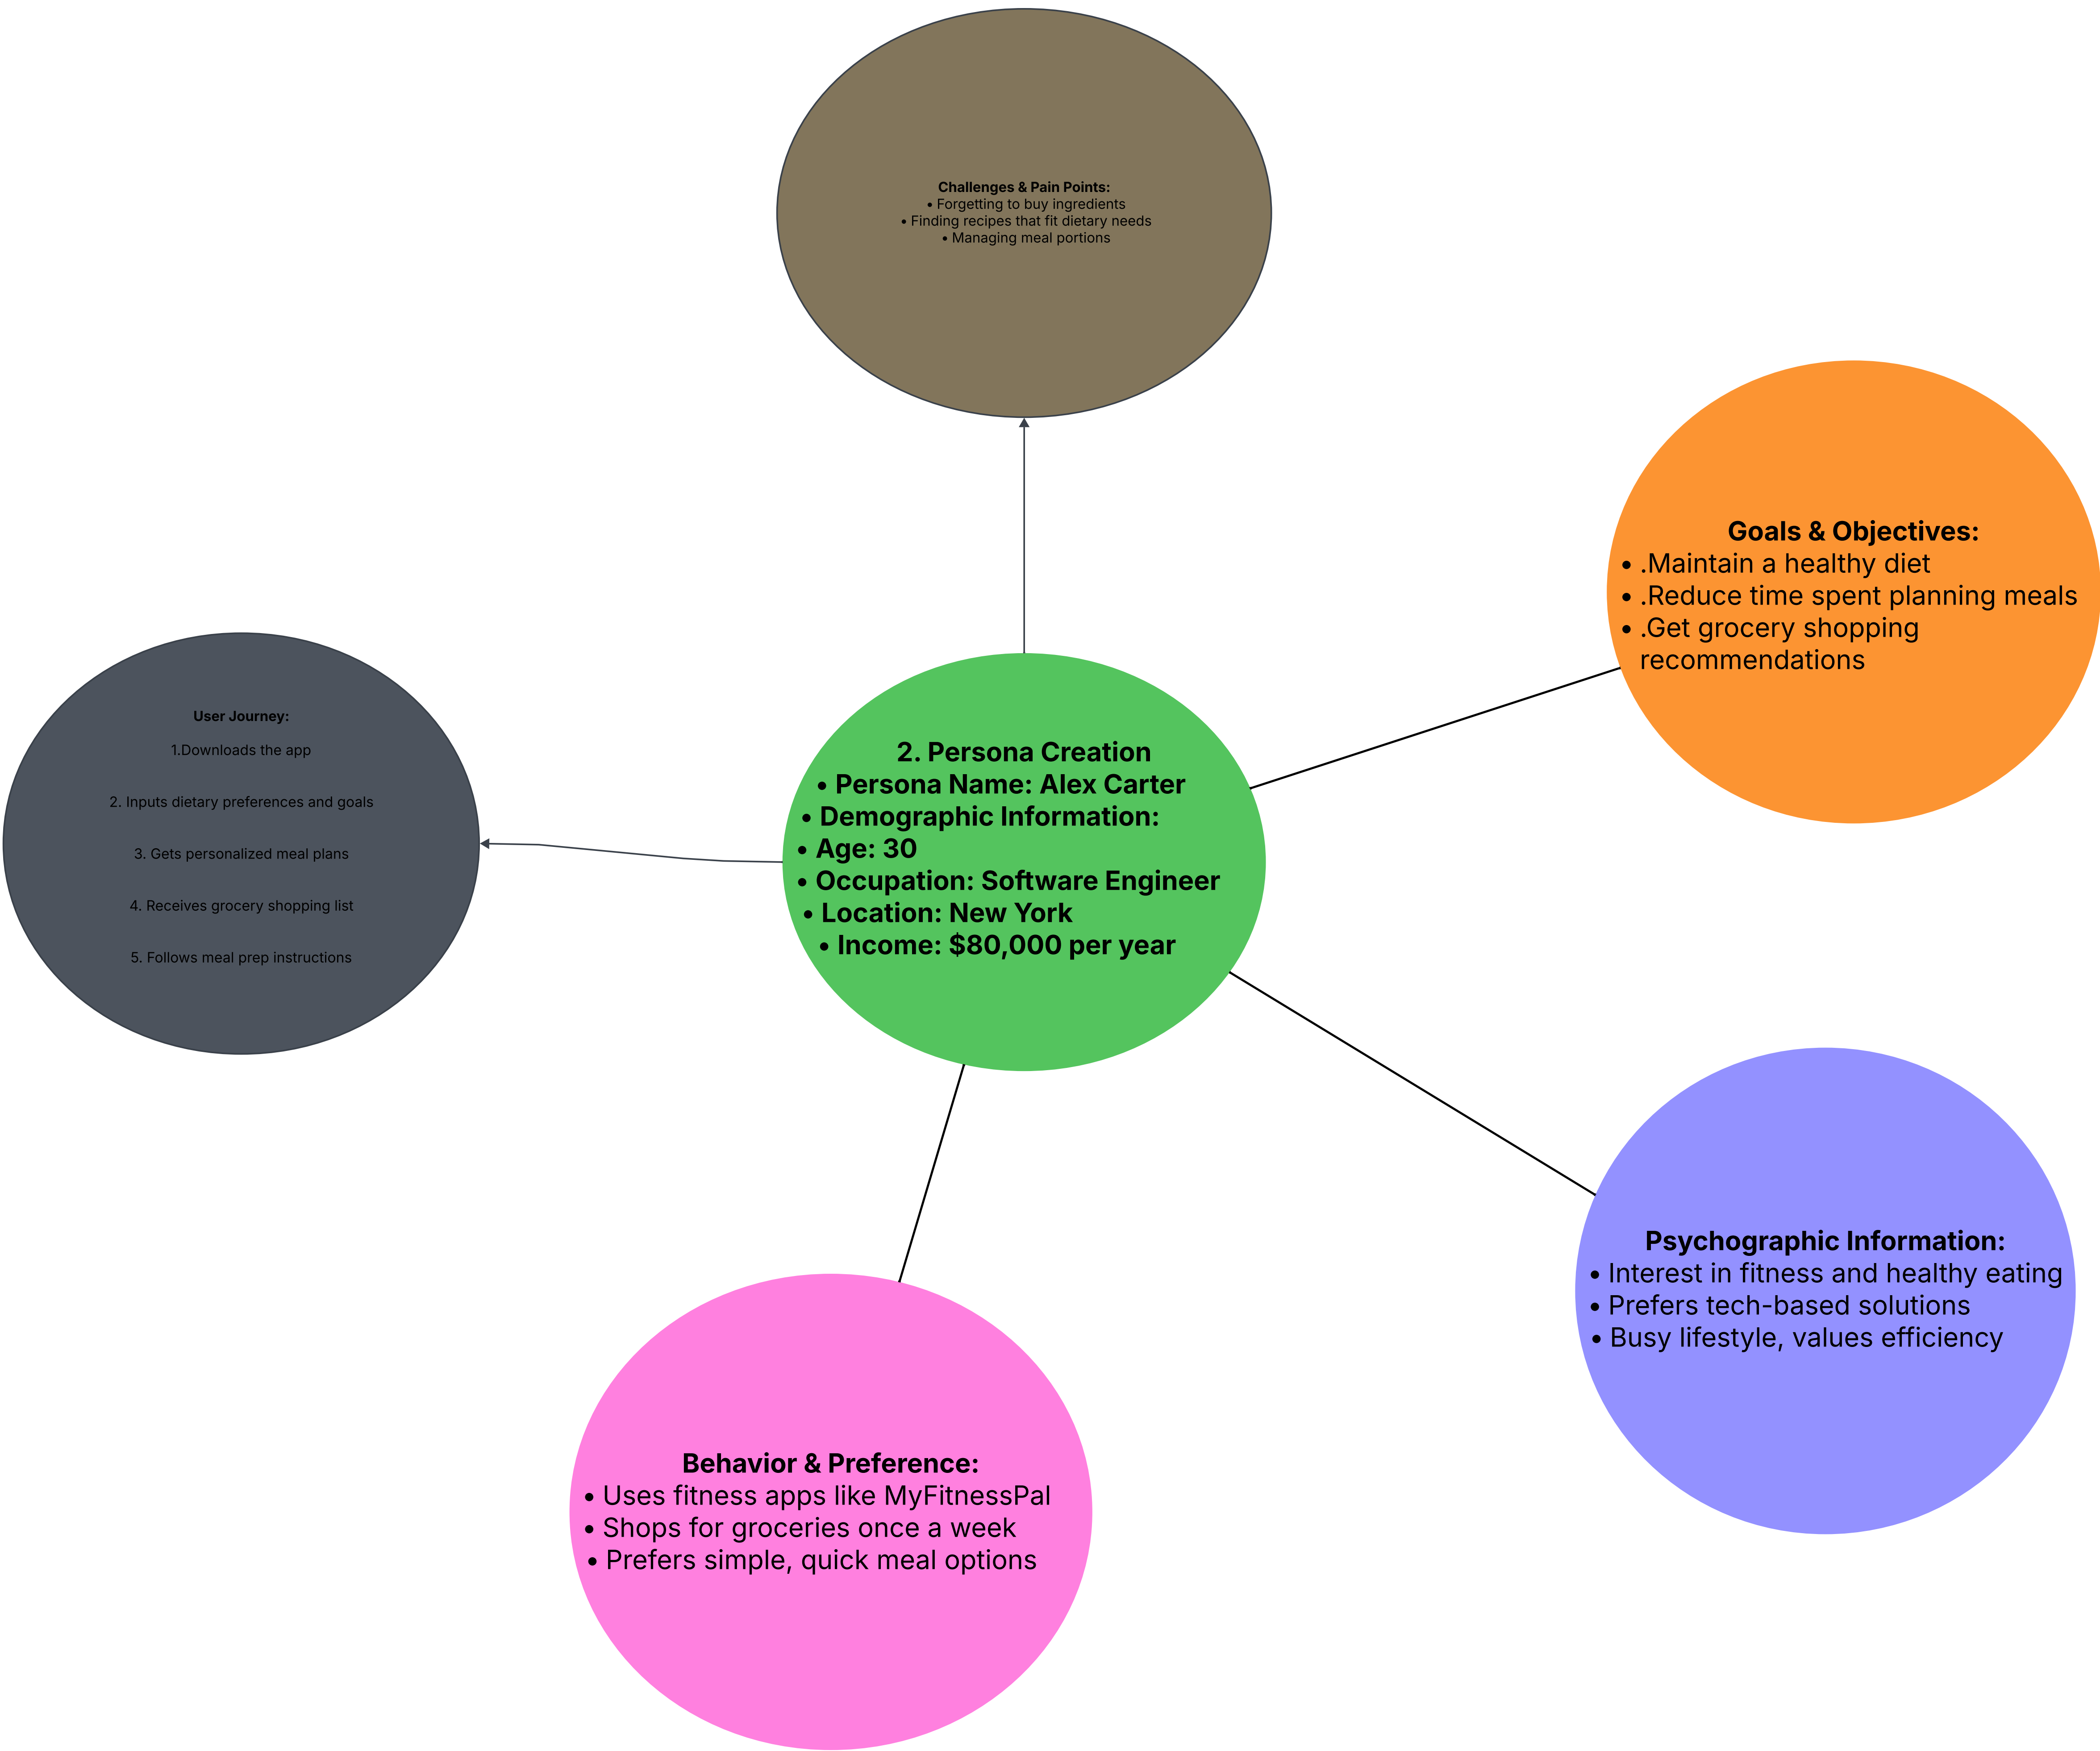 Challenges & Pain Points:
• Forgetting to buy ingredients
• Finding recipes that fit dietary needs
• Managing meal portions
Goals & Objectives:
• .Maintain a healthy diet
• .Reduce time spent planning meals
• .Get grocery shopping
recommendations
User Journey:
1.Downloads the app
2. Inputs dietary preferences and goals
3. Gets personalized meal plans
4. Receives grocery shopping list
5. Follows meal prep instructions
2. Persona Creation
• Persona Name: Alex Carter
• Demographic Information:
• Age: 30
• Occupation: Software Engineer
• Location: New York
• Income: $80,000 per year
Psychographic Information:
• Interest in fitness and healthy eating
• Prefers tech-based solutions
• Busy lifestyle, values efficiency
Behavior & Preference:
• Uses fitness apps like MyFitnessPal
• Shops for groceries once a week
• Prefers simple, quick meal options